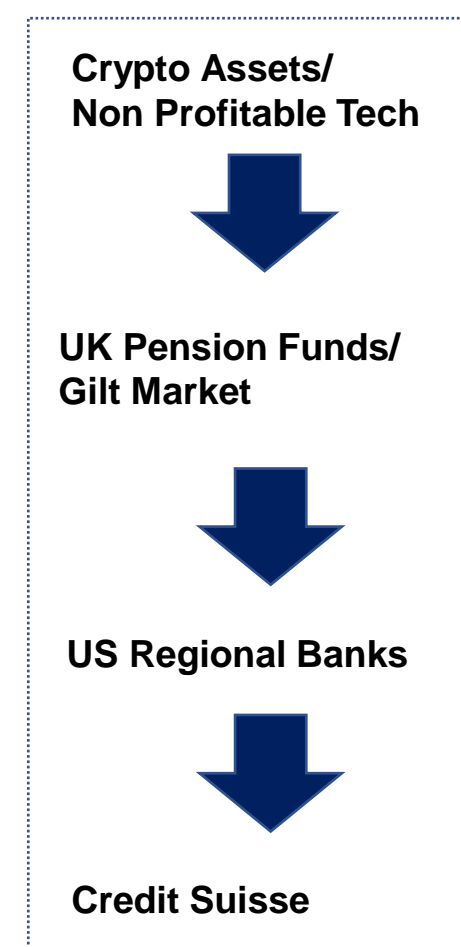 Crypto Assets/
Non Profitable Tech
UK Pension Funds/
Gilt Market
US Regional Banks
Credit Suisse